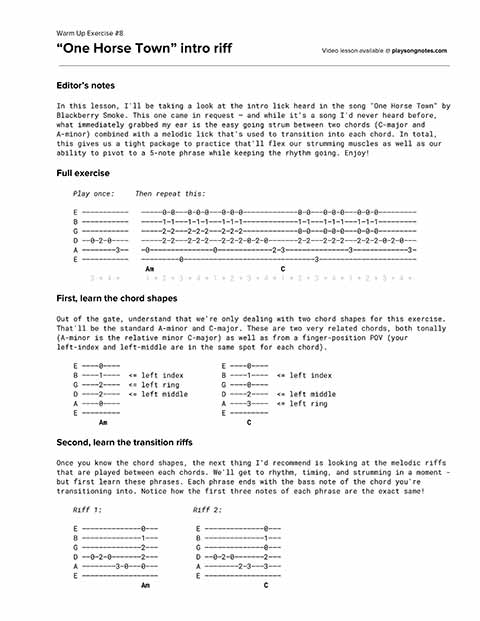 Warm Up Exercise #8
“One Horse Town” intro riff
Video lesson available @ playsongnotes.com
Editor's notes
In this lesson, I'll be taking a look at the intro lick heard in the song "One Horse Town" by
Blackberry Smoke. This one came in request – and while it's a song I'd never heard before,
what immediately grabbed my ear is the easy going strum between two chords (C-major and
A-minor) combined with a melodic lick that's used to transition into each chord. In total,
this gives us a tight package to practice that'll flex our strumming muscles as well as our
ability to pivot to a 5-note phrase while keeping the rhythm going. Enjoy!
Full exercise
Play once: Then repeat this:
E ----------- -----0-0---0-0-0---0-0-0-------------0-0---0-0-0---0-0-0---------
B ----------- -----1-1---1-1-1---1-1-1-------------1-1---1-1-1---1-1-1---------
G ----------- -----2-2---2-2-2---2-2-2-------------0-0---0-0-0---0-0-0---------
D --0-2-0---- -----2-2---2-2-2---2-2-2-0-2-0-------2-2---2-2-2---2-2-2-0-2-0---
A --------3-- -0---------------0-------------2-3---------------3-------------3-
E ----------- ---------0-------------------------------3-----------------------
Am C
3 + 4 + 1 + 2 + 3 + 4 + 1 + 2 + 3 + 4 + 1 + 2 + 3 + 4 + 1 + 2 + 3 + 4 +
First, learn the chord shapes
Out of the gate, understand that we're only dealing with two chord shapes for this exercise.
That'll be the standard A-minor and C-major. These are two very related chords, both tonally
(A-minor is the relative minor C-major) as well as from a finger-position POV (your
left-index and left-middle are in the same spot for each chord).
E ----0---- E ----0----
B ----1---- <= left index B ----1---- <= left index
G ----2---- <= left ring G ----0----
D ----2---- <= left middle D ----2---- <= left middle
A ----0---- A ----3---- <= left ring
E --------- E ---------
Am C
Second, learn the transition riffs
Once you know the chord shapes, the next thing I'd recommend is looking at the melodic riffs
that are played between each chords. We'll get to rhythm, timing, and strumming in a moment –
but first learn these phrases. Each phrase ends with the bass note of the chord you're
transitioning into. Notice how the first three notes of each phrase are the exact same!
Riff 1: Riff 2:
E --------------0--- E --------------0---
B --------------1--- B --------------1---
G --------------2--- G --------------0---
D --0-0-2-0-------2--- D --0-2-0-------2---
A --------3-0---0--- A --------2-3---3---
E ------------------ E ------------------
Am C